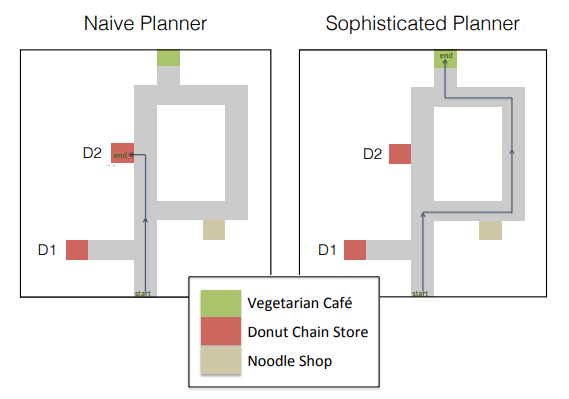 Naive Planner
Sophisticated Planner
end
D2
end
D2
D1
D1
start
start
Vegetarian Café
Donut Chain Store
Noodle Shop